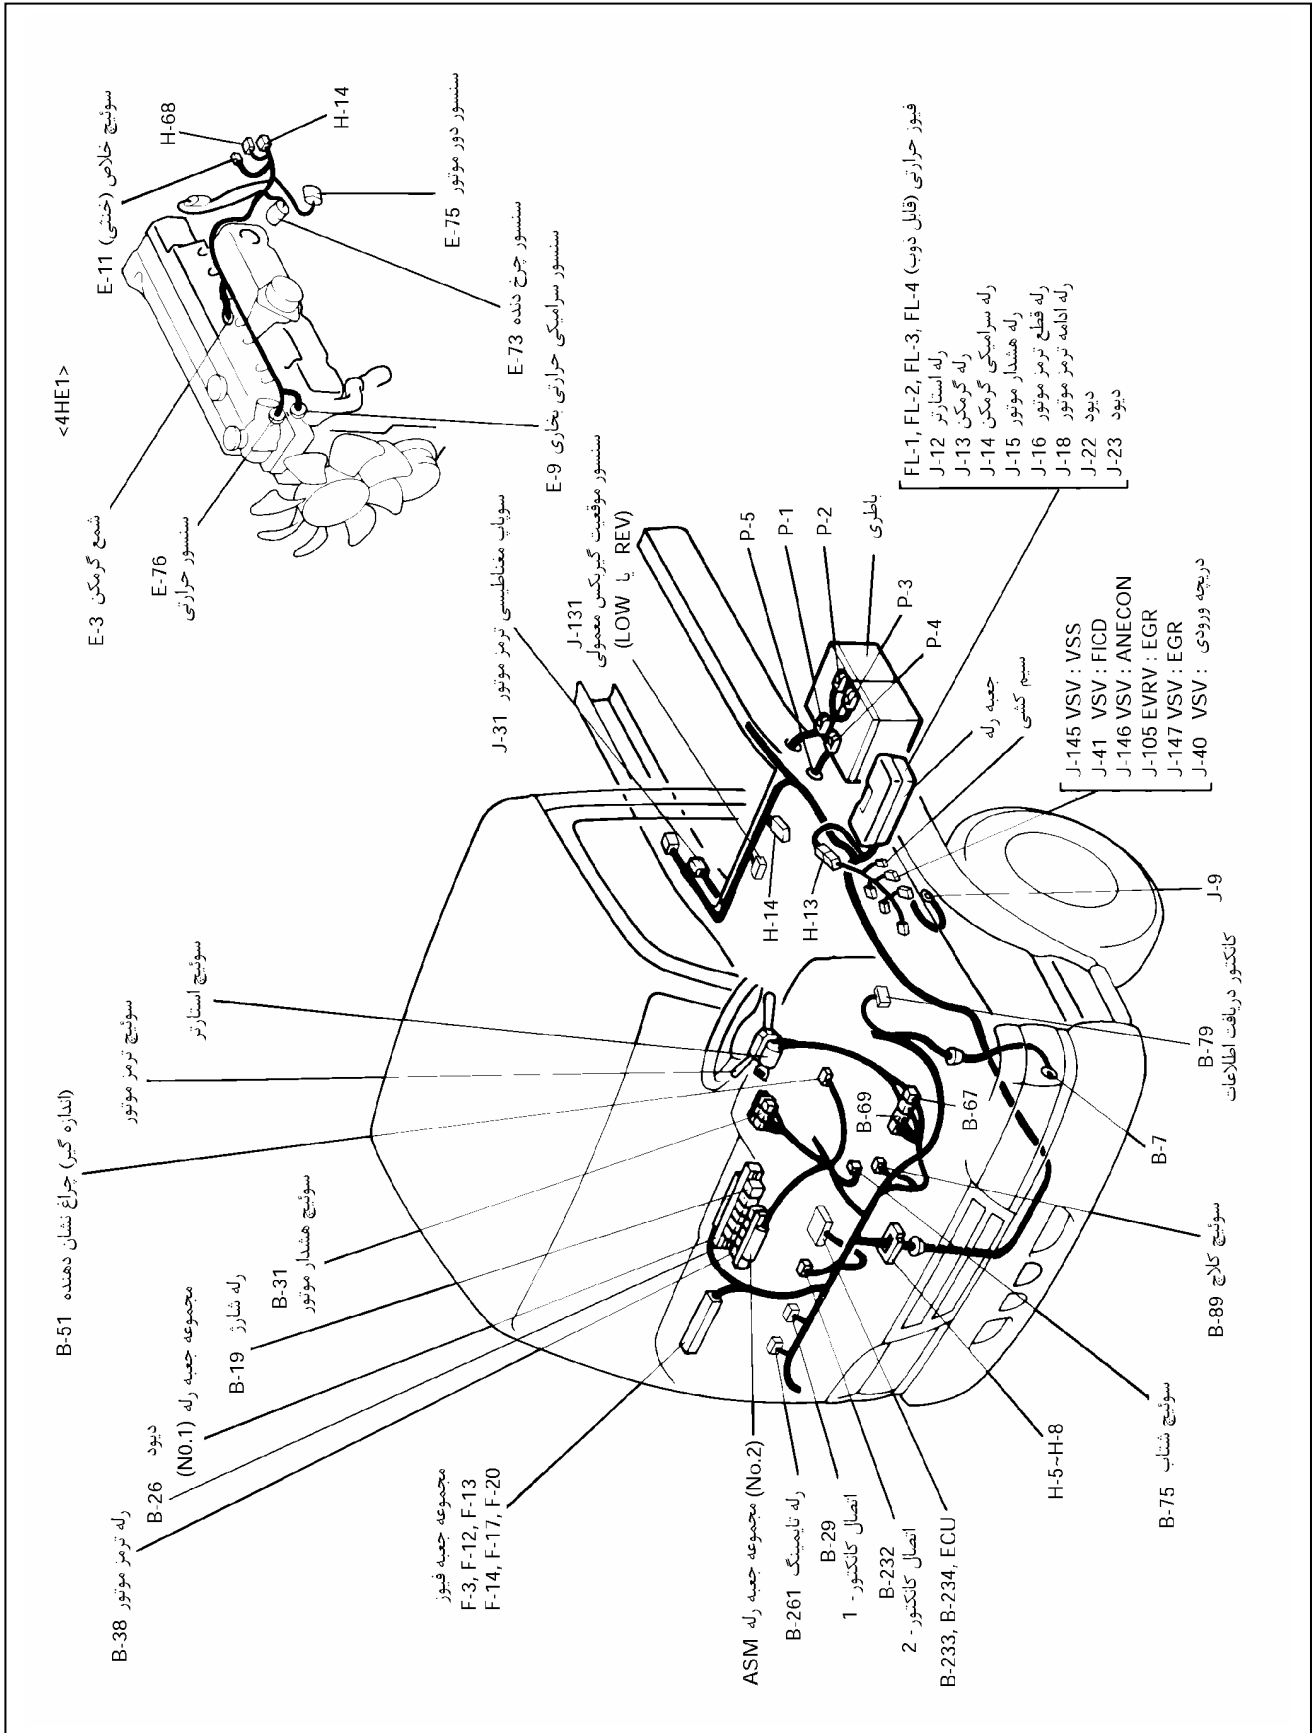 <4HE1>
E-3 شمع گرمکن
E-76
سنسور حرارتی
E-11 سوئیچ خلاص (خنثی)
H-68
H-14
E-75 سنسور دور موتور
E-73 سنسور چرخ دنده
E-9 سنسور سرامیکی حرارتی بخاری
B-51 چراغ نشان دهنده (اندازه گیر)
سوئیچ ترمز موتور
سوئیچ استارتر
J-31 سوپاپ مغناطیسی ترمز موتور
J-131
سنسور موقعیت گیربکس معمولی
(LOW یا REV)
B-38 رله ترمز موتور
B-26 دیود
مجموعه جعبه رله (N0.1)
B-19 رله شارژ
B-31
سوئیچ هشدار موتور
P-5
P-1
P-2
باطری
P-3
P-4
FL-1, FL-2, FL-3, FL-4 فیوز حرارتی (قابل ذوب)
J-12 رله استارتر
J-13 رله گرمکن
J-14 رله سرامیکی گرمکن
J-15 رله هشدار موتور
J-16 رله قطع ترمز موتور
J-18 رله ادامه ترمز موتور
J-22 دیود
J-23 دیود
H-14
H-13
جعبه رله
سیم کشی
J-145 VSV : VSS
J-41 VSV : FICD
J-146 VSV : ANECON
J-105 EVRV : EGR
J-147 VSV : EGR
J-40 VSV : دریچه ورودی
مجموعه جعبه فیوز
F-3, F-12, F-13
F-14, F-17, F-20
B-69
B-67
J-9
B-79
کانکتور دریافت اطلاعات
B-7
ASM مجموعه جعبه رله (No.2)
B-261 رله تایمینگ
B-29
اتصال کانکتور - 1
B-232
اتصال کانکتور - 2
B-233, B-234, ECU
H-5~H-8
B-75 سوئیچ شتاب
B-89 سوئیچ کلاچ